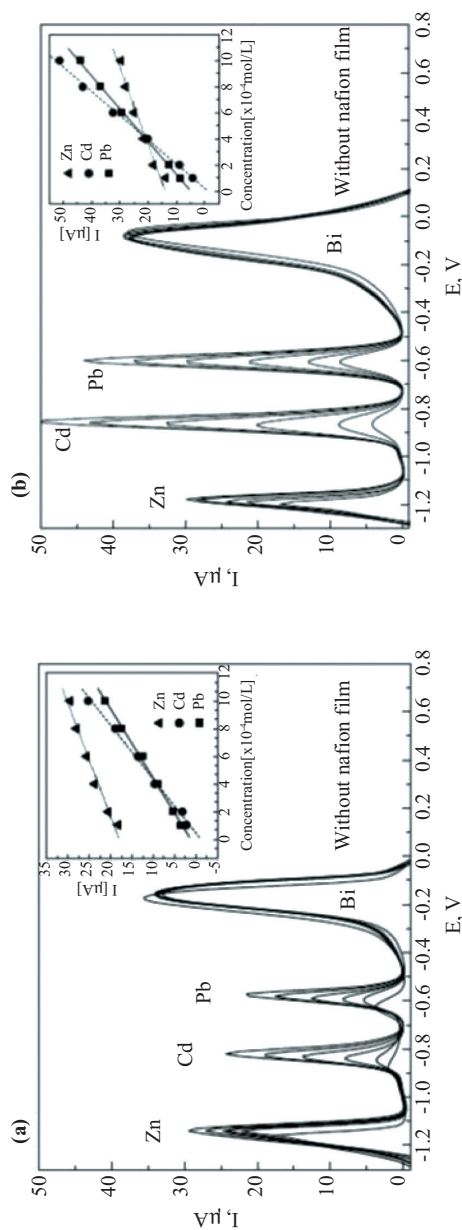 (a)
I, µA
40
30
20
10
0
Zn
Cd
Pb
Bi
Without nafion film
-1.2 -1.0 -0.8 -0.6 -0.4 -0.2 0.0 0.2 0.4 0.6 0.8
E, V
I [µA]
35
30
25
20
15
10
5
0
-5
0 2 4 6 8 10 12
Zn
Cd
Pb
Concentration[x10⁻⁴mol/L]
(b)
I, µA
50
40
30
20
10
0
Zn
Cd
Pb
Bi
Without nafion film
-1.2 -1.0 -0.8 -0.6 -0.4 -0.2 0.0 0.2 0.4 0.6 0.8
E, V
I [µA]
50
40
30
20
10
0
Zn
Cd
Pb
0 2 4 6 8 10 12
Concentration[x10⁻⁴mol/L]